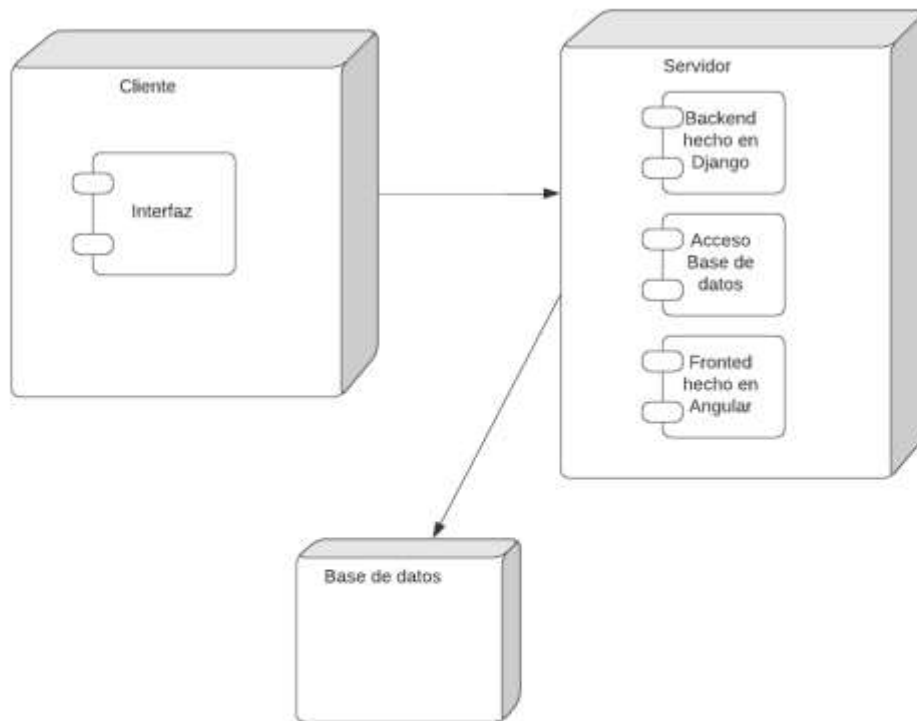 Cliente
Interfaz
Servidor
Backend
hecho en
Django
Acceso
Base de
datos
Fronted
hecho en
Angular
Base de datos